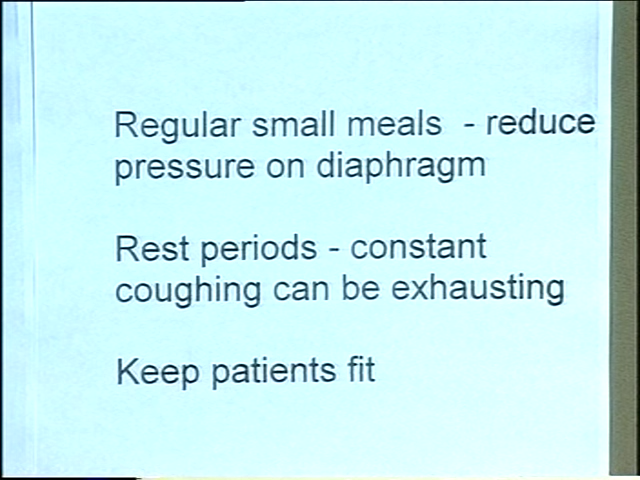 Regular small meals - reduce
pressure on diaphragm
Rest periods - constant
coughing can be exhausting
Keep patients fit